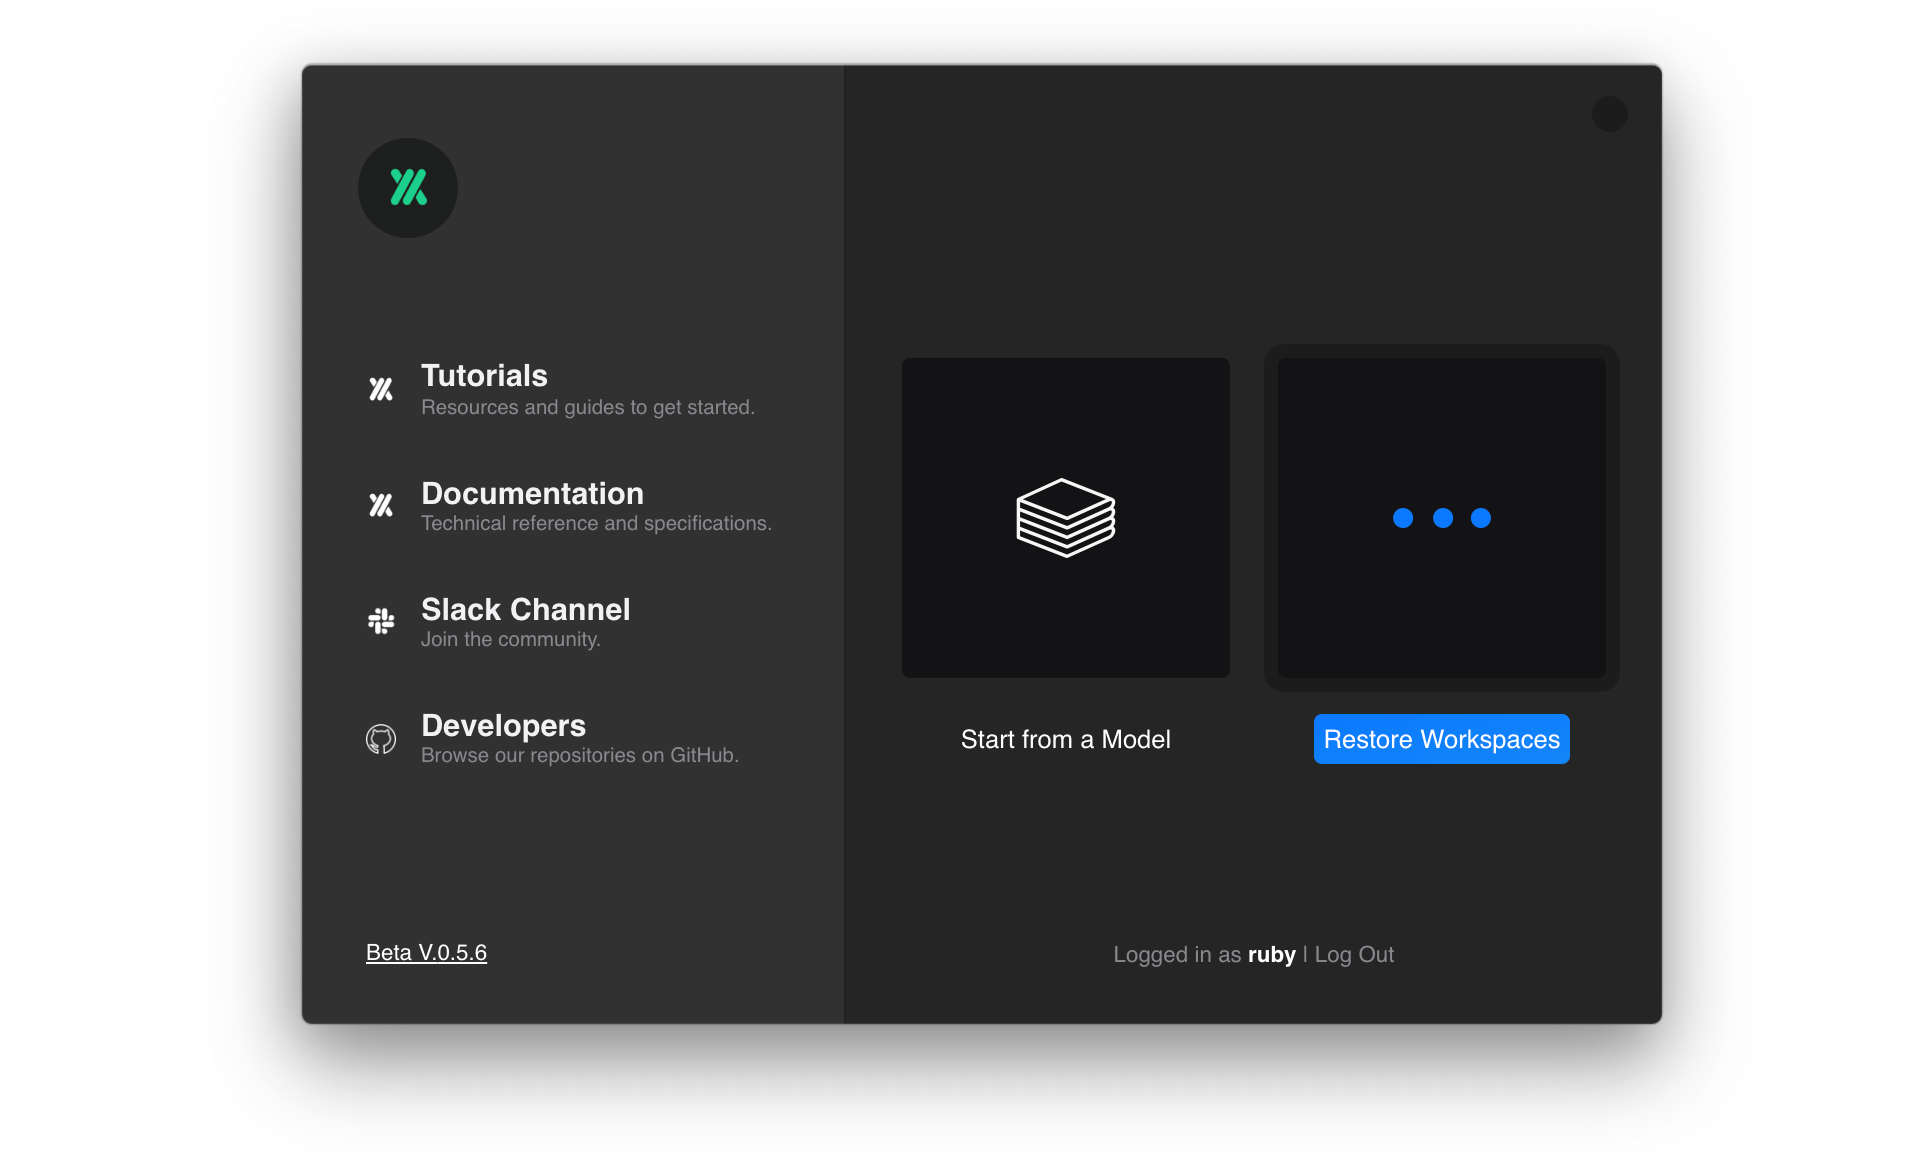 Tutorials
Resources and guides to get started.
Documentation
Technical reference and specifications.
Slack Channel
Join the community.
Developers
Browse our repositories on GitHub.
Beta V.0.5.6
Start from a Model
Restore Workspaces
Logged in as ruby | Log Out